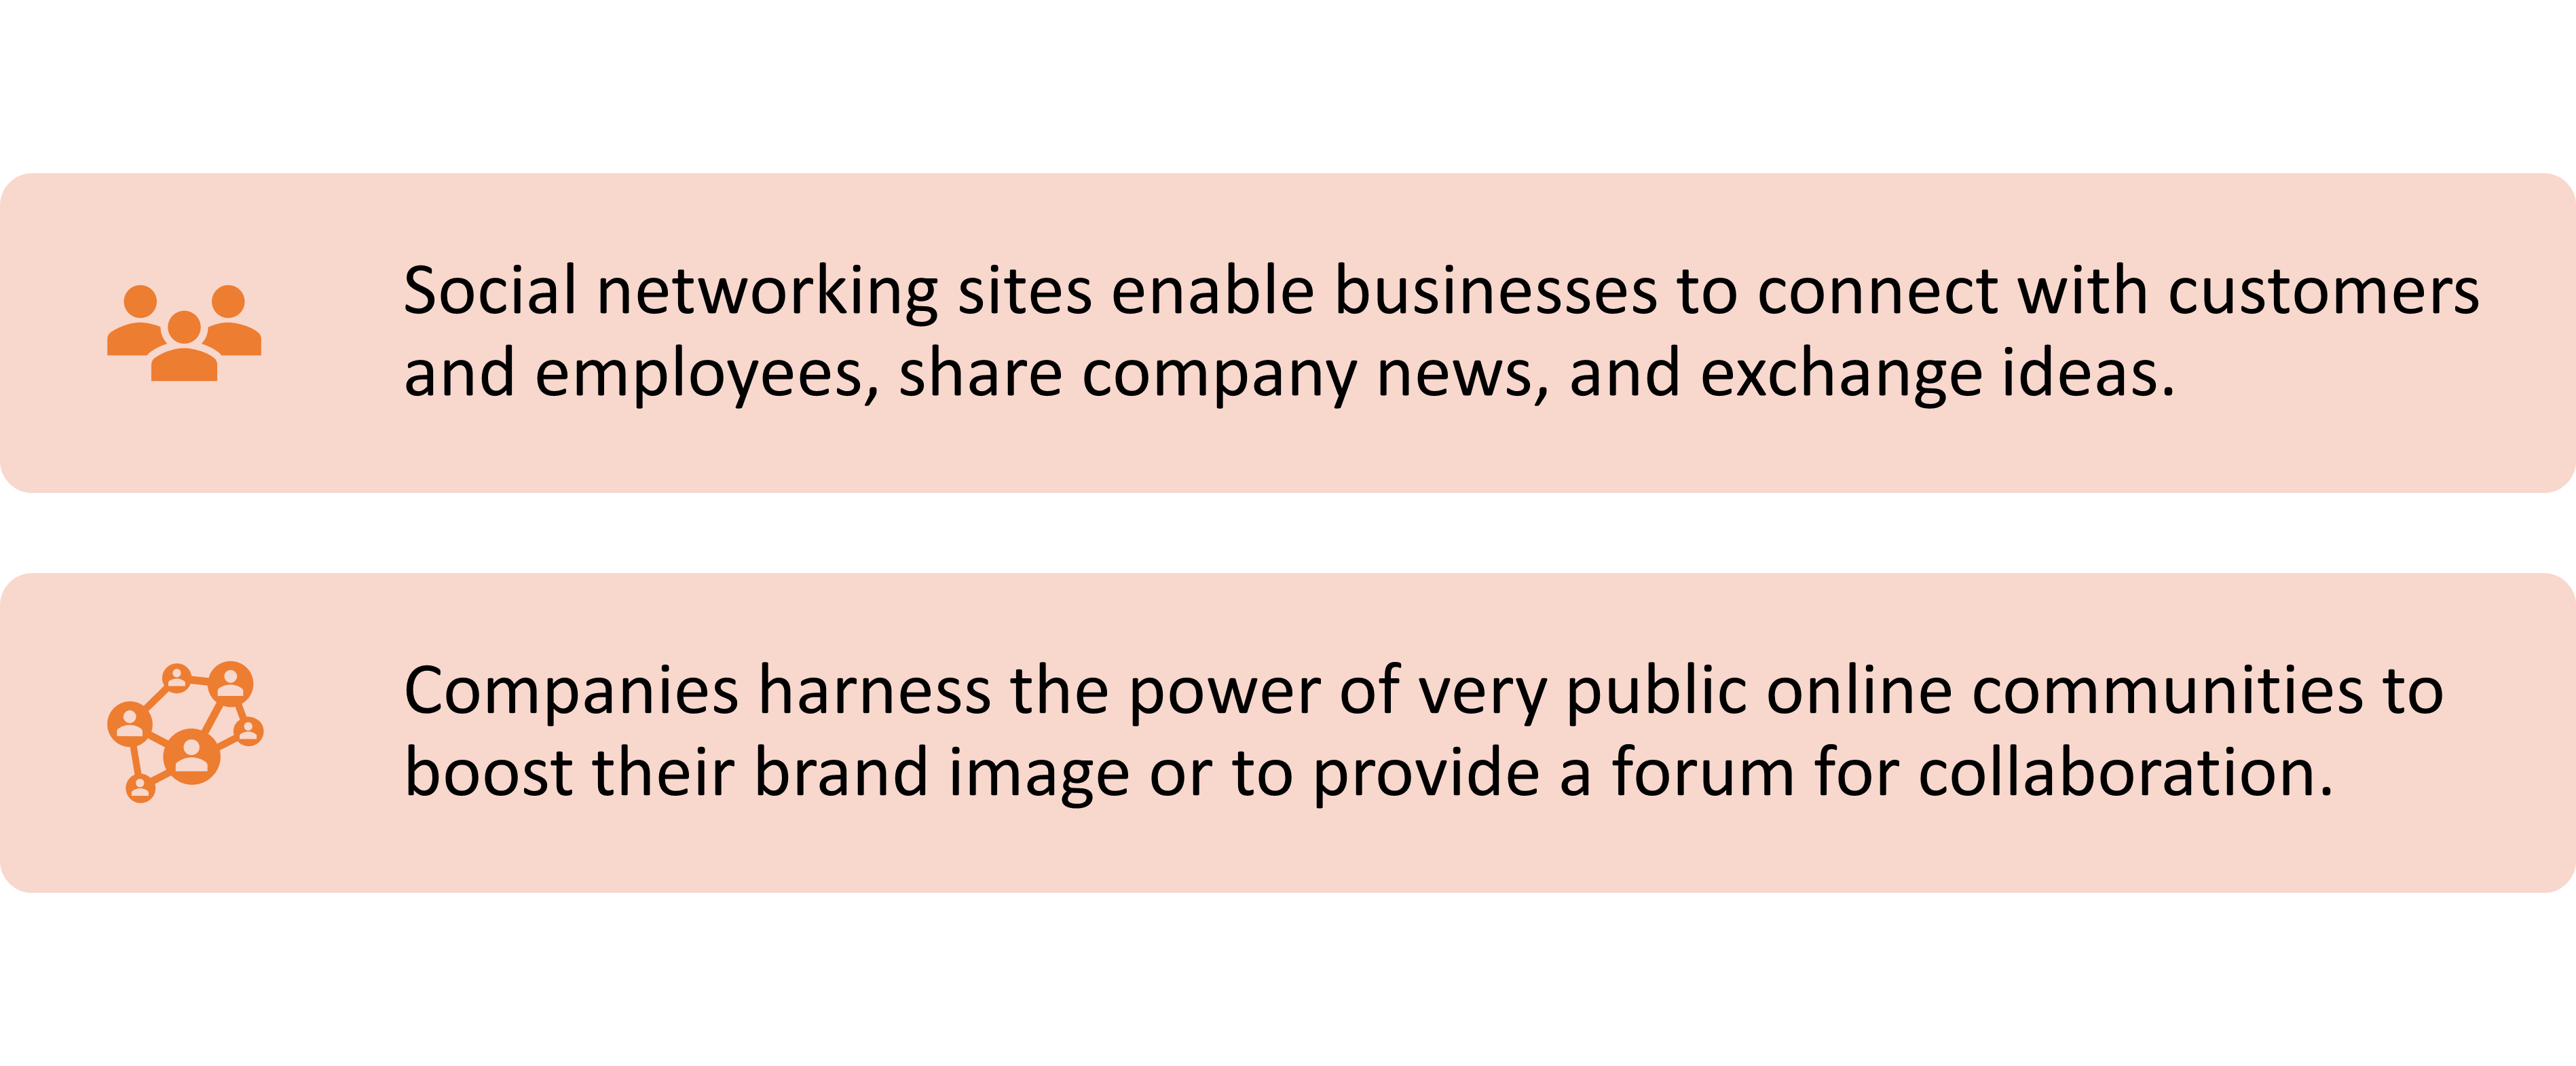 Social networking sites enable businesses to connect with customers
and employees, share company news, and exchange ideas.
Companies harness the power of very public online communities to
boost their brand image or to provide a forum for collaboration.